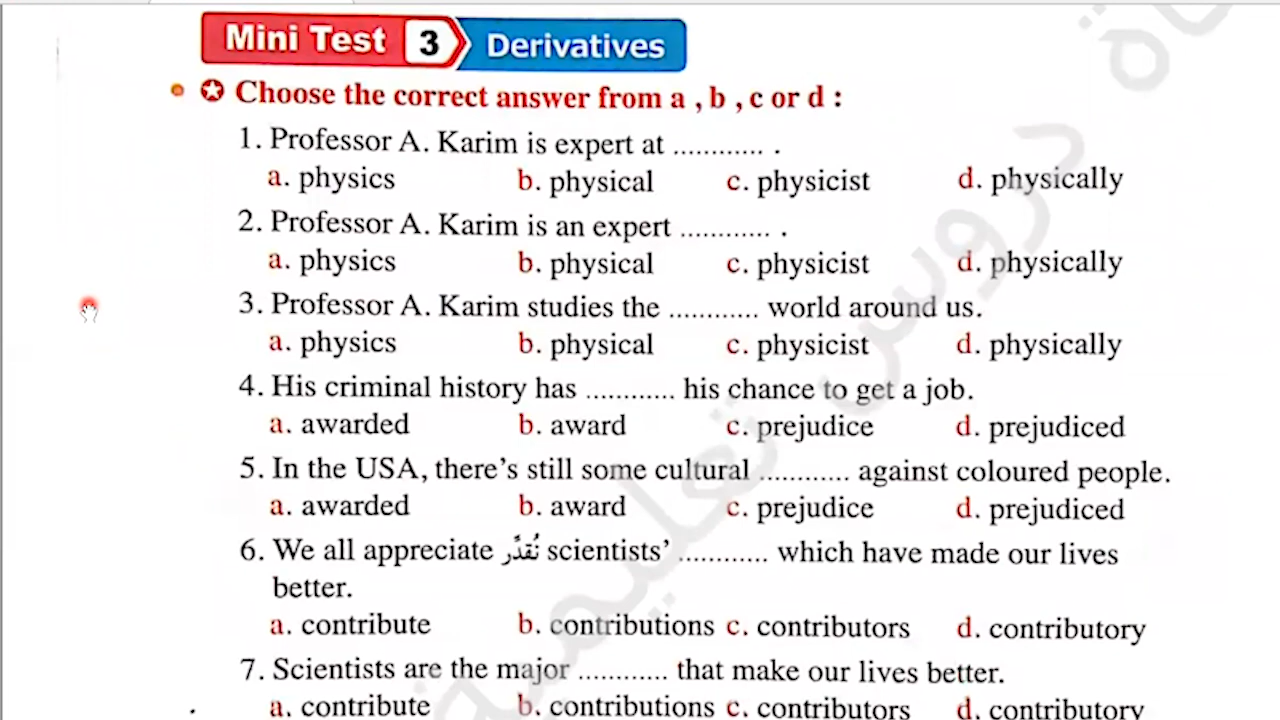 Mini Test 3 Derivatives
Choose the correct answer from a , b , c or d :
1. Professor A. Karim is expert at ............ .
a. physics b. physical c. physicist d. physically
2. Professor A. Karim is an expert ............ .
a. physics b. physical c. physicist d. physically
3. Professor A. Karim studies the ............ world around us.
a. physics b. physical c. physicist d. physically
4. His criminal history has ............ his chance to get a job.
a. awarded b. award c. prejudice d. prejudiced
5. In the USA, there's still some cultural ............ against coloured people.
a. awarded b. award c. prejudice d. prejudiced
6. We all appreciate نُقدَّر scientists' ............ which have made our lives
better.
a. contribute b. contributions c. contributors d. contributory
7. Scientists are the major ............ that make our lives better.
a. contribute b. contributions c. contributors d. contributory
دروس تعليمية